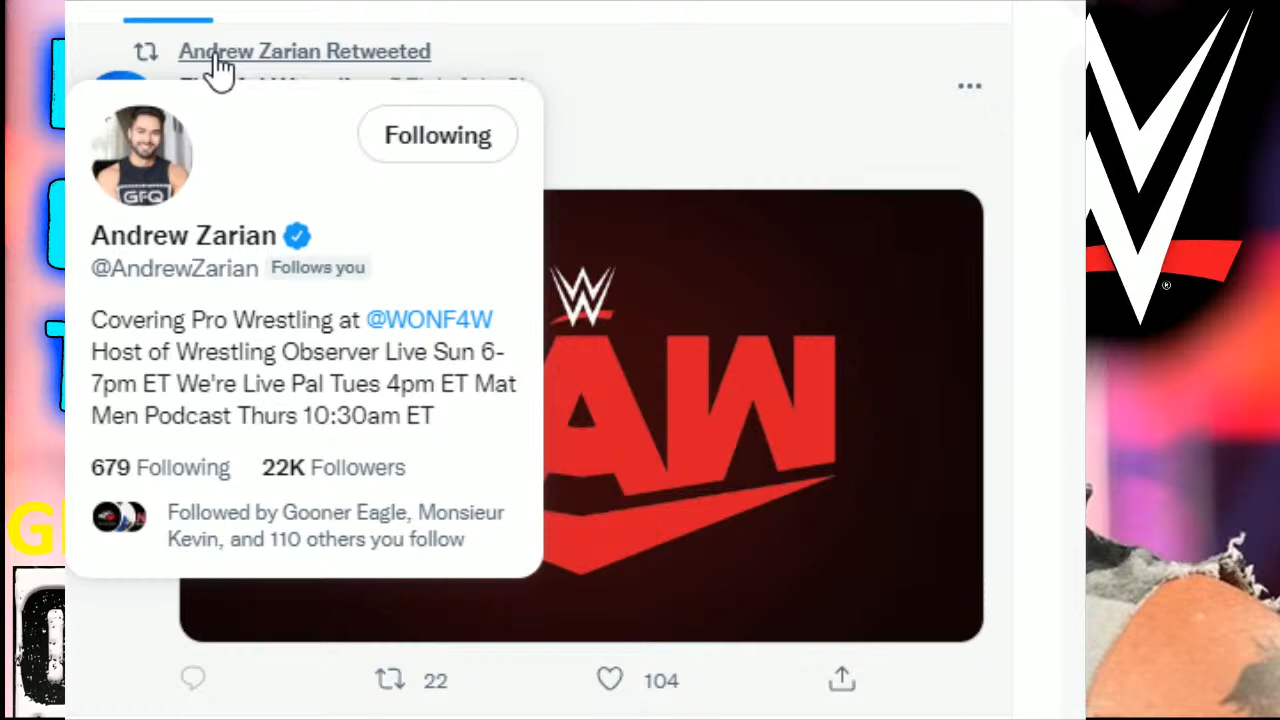 Andrew Zarian Retweeted
Following
GFQ
Andrew Zarian
@AndrewZarian Follows you
Covering Pro Wrestling at @WONF4W
Host of Wrestling Observer Live Sun 6-
7pm ET We're Live Pal Tues 4pm ET Mat
Men Podcast Thurs 10:30am ET
679 Following 22K Followers
Followed by Gooner Eagle, Monsieur
Kevin, and 110 others you follow
W
AW
22 104
W
®